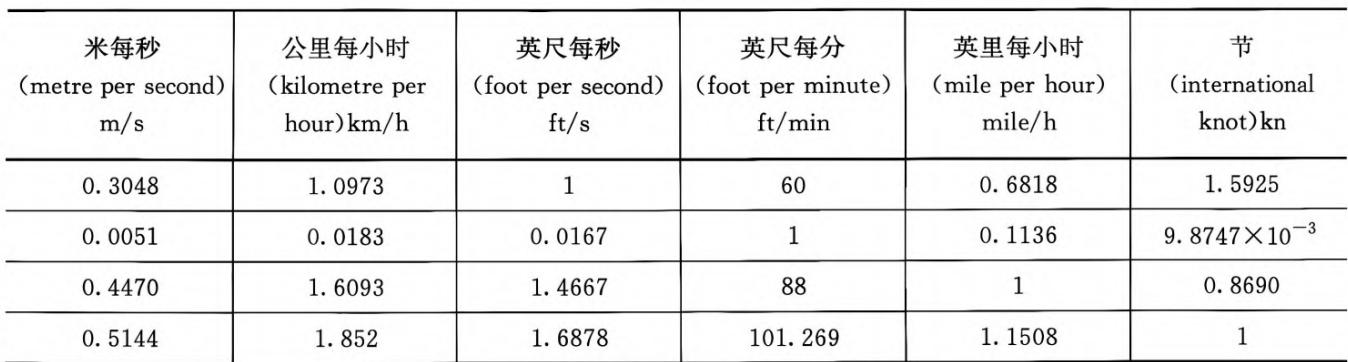 米每秒 公里每小时 英尺每秒 英尺每分 英里每小时 节
(metre per second) (kilometre per (foot per second) (foot per minute) (mile per hour) (international
m/s hour)km/h ft/s ft/min mile/h knot)kn
0.3048 1.0973 1 60 0.6818 1.5925
0.0051 0.0183 0.0167 1 0.1136 9.8747×10⁻³
0.4470 1.6093 1.4667 88 1 0.8690
0.5144 1.852 1.6878 101.269 1.1508 1